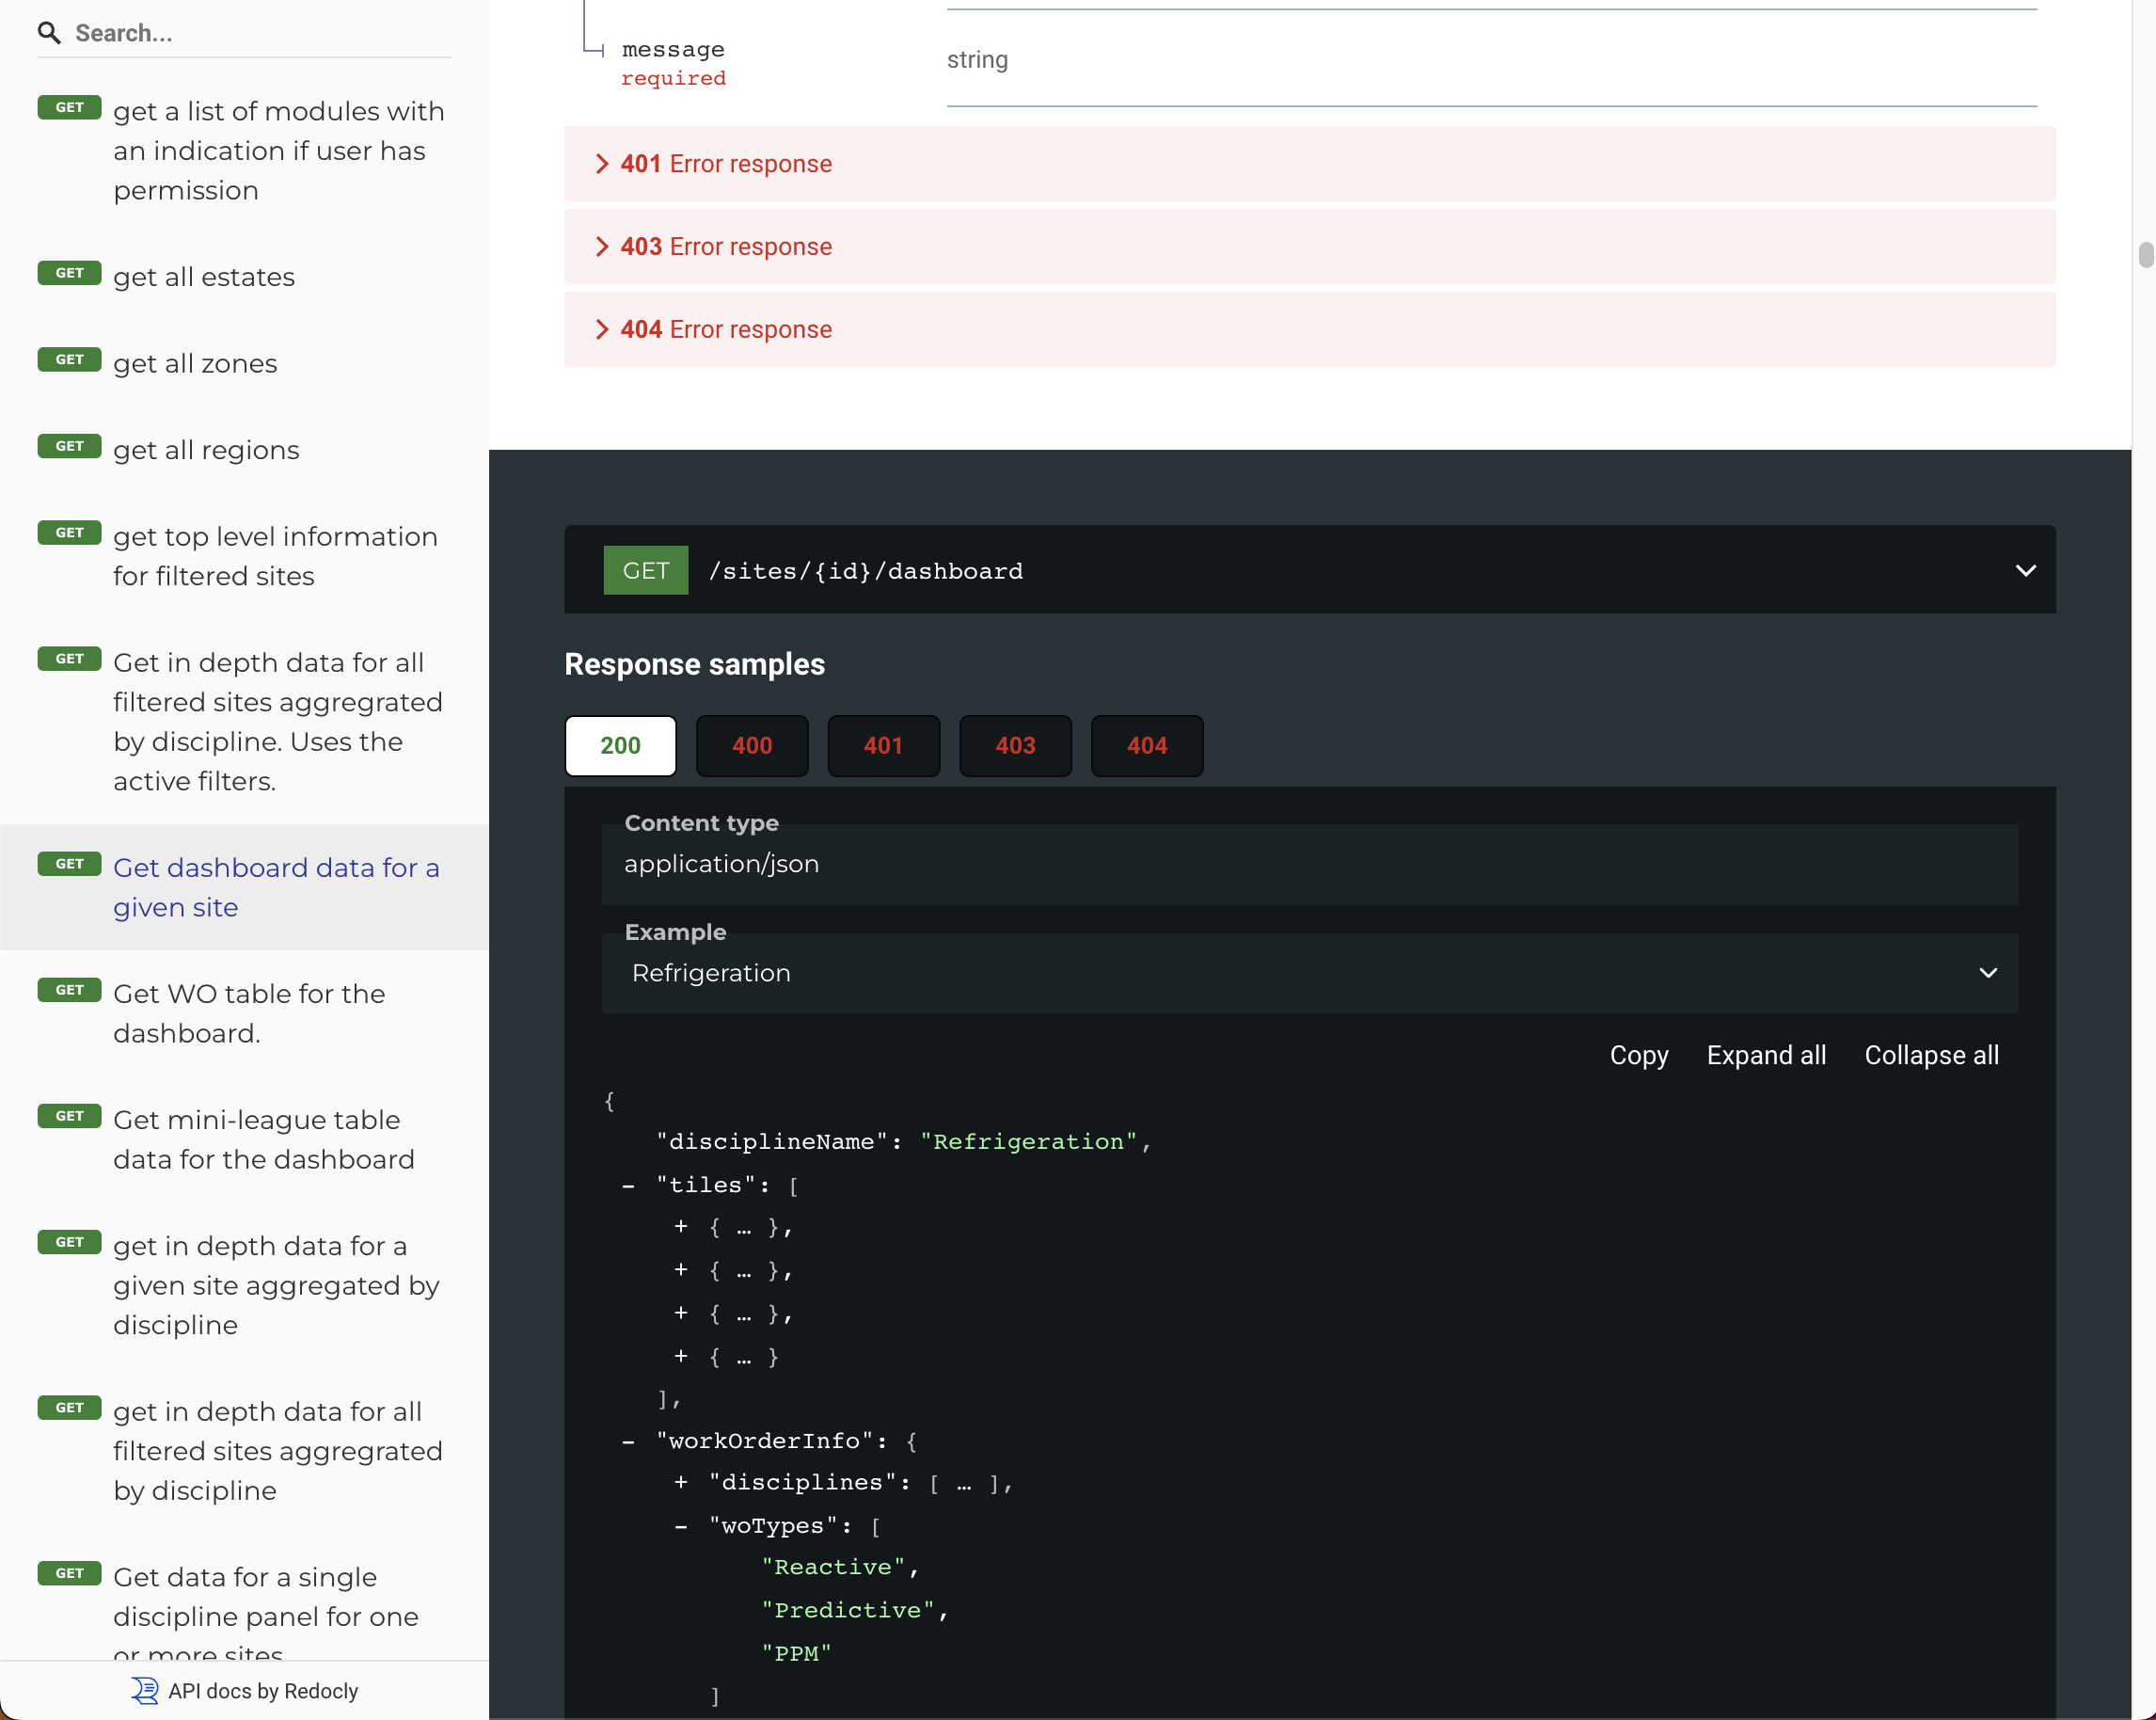 Search...
GET get a list of modules with
an indication if user has
permission
GET get all estates
GET get all zones
GET get all regions
GET get top level information
for filtered sites
GET Get in depth data for all
filtered sites aggregrated
by discipline. Uses the
active filters.
GET Get dashboard data for a
given site
GET Get WO table for the
dashboard.
GET Get mini-league table
data for the dashboard
GET get in depth data for a
given site aggregated by
discipline
GET get in depth data for all
filtered sites aggregrated
by discipline
GET Get data for a single
discipline panel for one
or more sites
API docs by Redocly
message
required
string
401 Error response
403 Error response
404 Error response
GET /sites/{id}/dashboard
Response samples
200 400 401 403 404
Content type
application/json
Example
Refrigeration
Copy Expand all Collapse all
{
"disciplineName": "Refrigeration",
- "tiles": [
+ { … },
+ { … },
+ { … },
+ { … }
],
- "workOrderInfo": {
+ "disciplines": [ … ],
- "woTypes": [
"Reactive",
"Predictive",
"PPM"
]